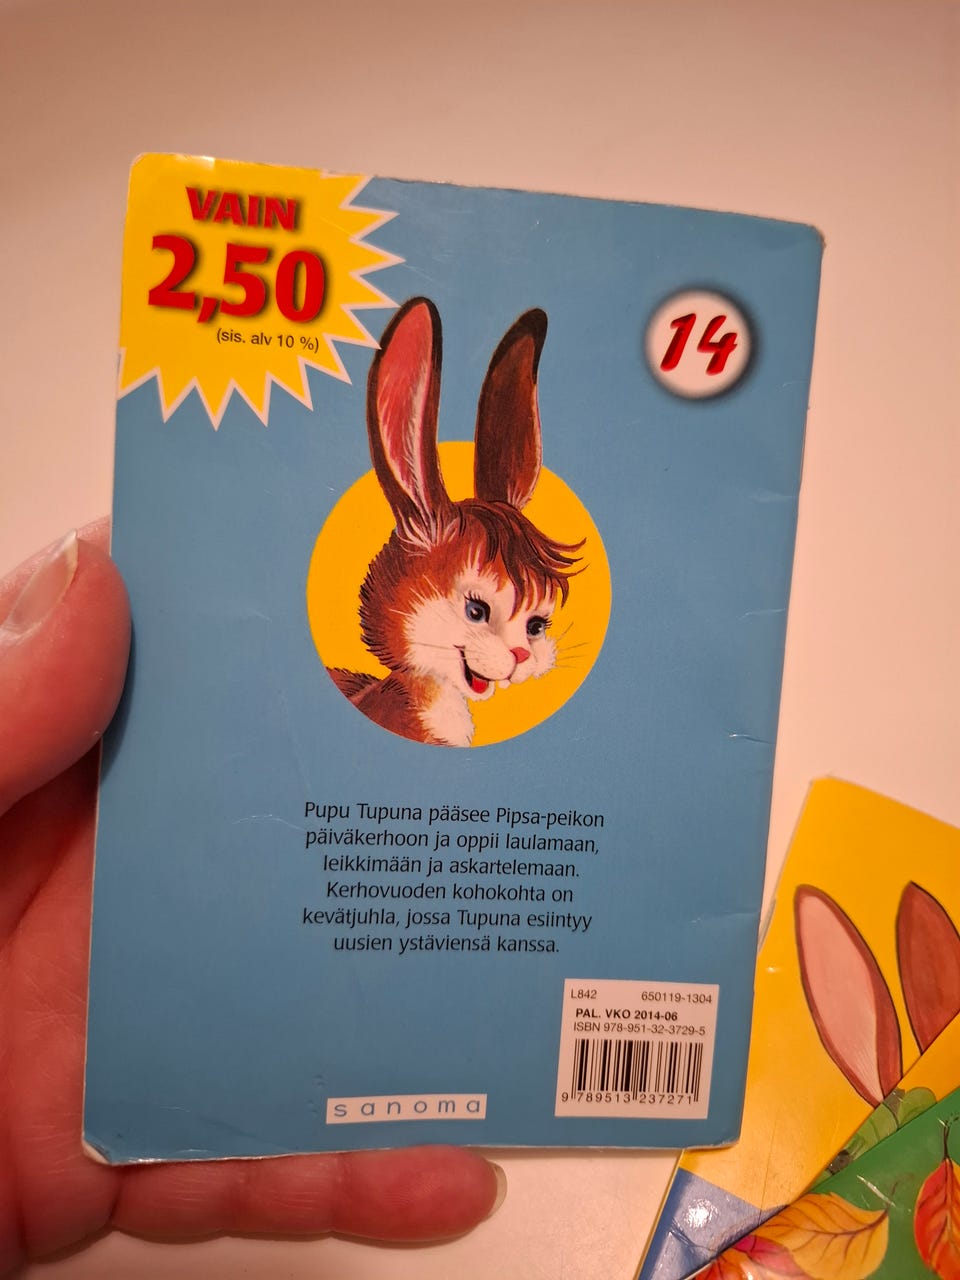 VAIN
2,50
(sis. alv 10 %)
14
Pupu Tupuna pääsee Pipsa-peikon
päiväkerhoon ja oppii laulamaan,
leikkimään ja askartelemaan.
Kerhovuoden kohokohta on
kevätjuhla, jossa Tupuna esiintyy
uusien ystäviensä kanssa.
L842 650119-1304
PAL. VKO 2014-06
ISBN 978-951-32-3729-5
9 789513 237271
sanoma